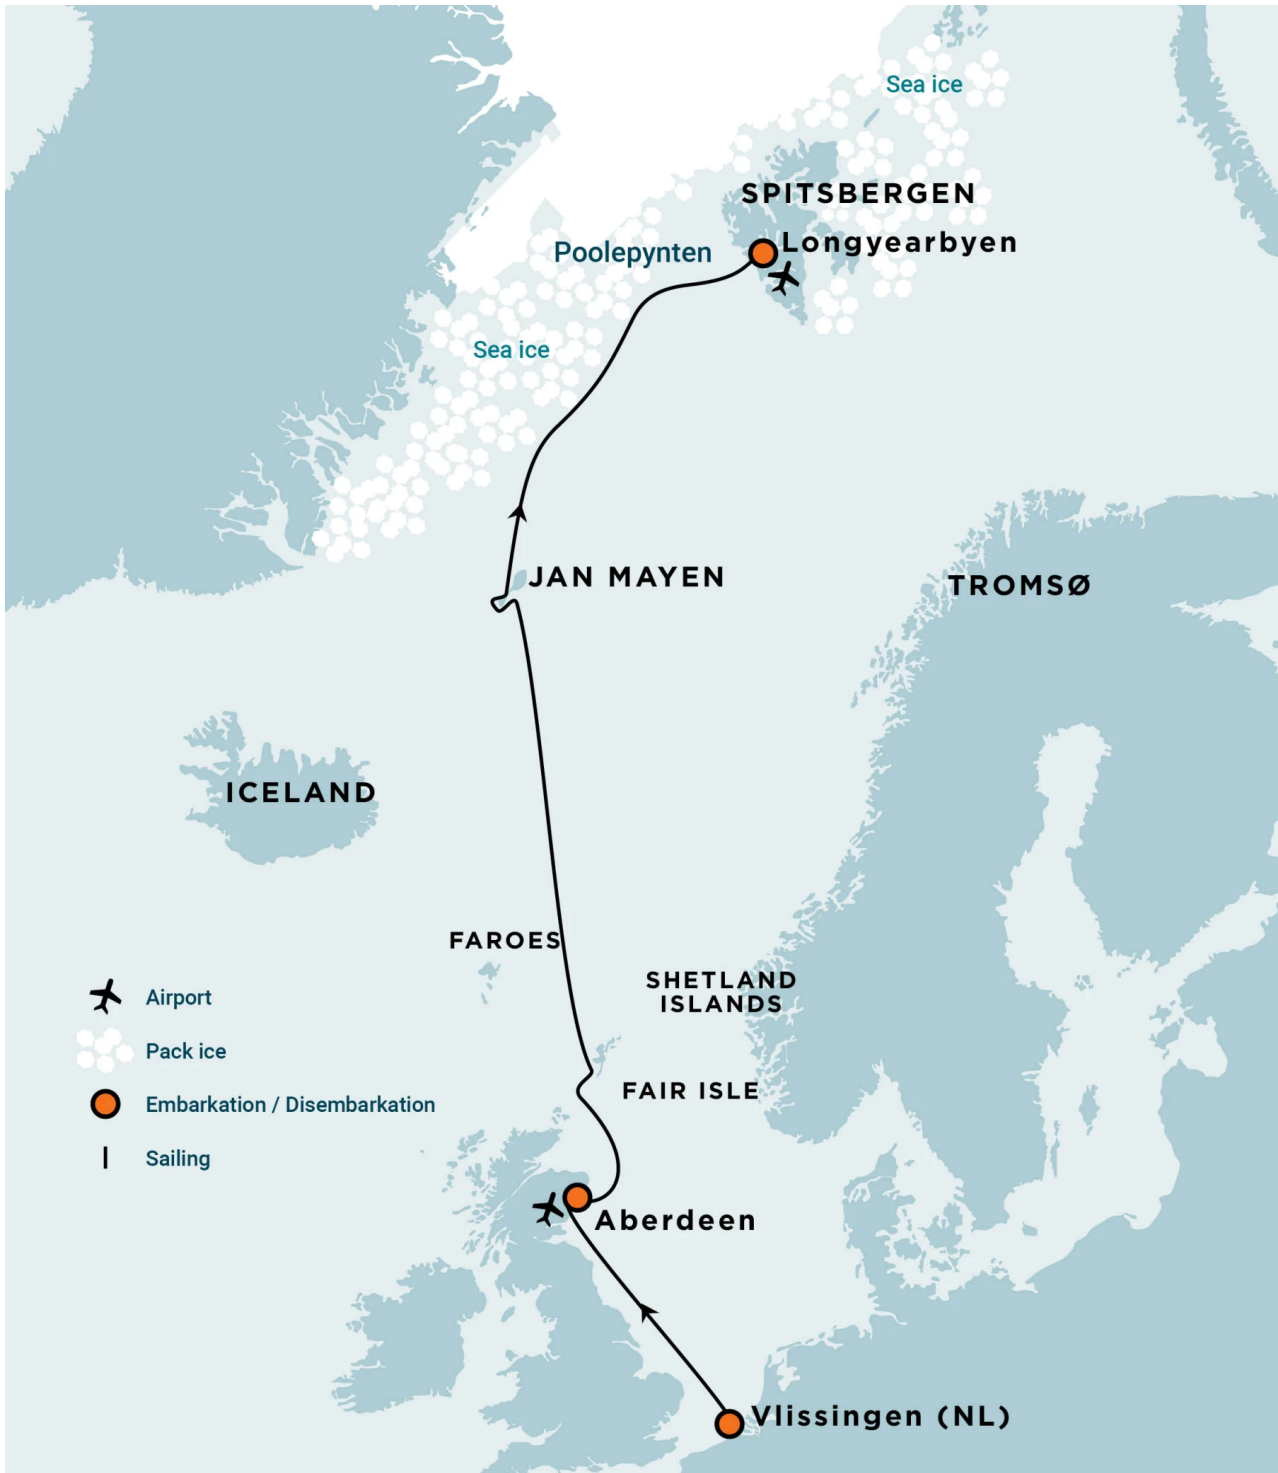 Sea ice
SPITSBERGEN
Longyearbyen
Poolepynten
Sea ice
JAN MAYEN
TROMSØ
ICELAND
FAROES
SHETLAND
ISLANDS
Airport
Pack ice
FAIR ISLE
Embarkation / Disembarkation
Sailing
Aberdeen
Vlissingen (NL)